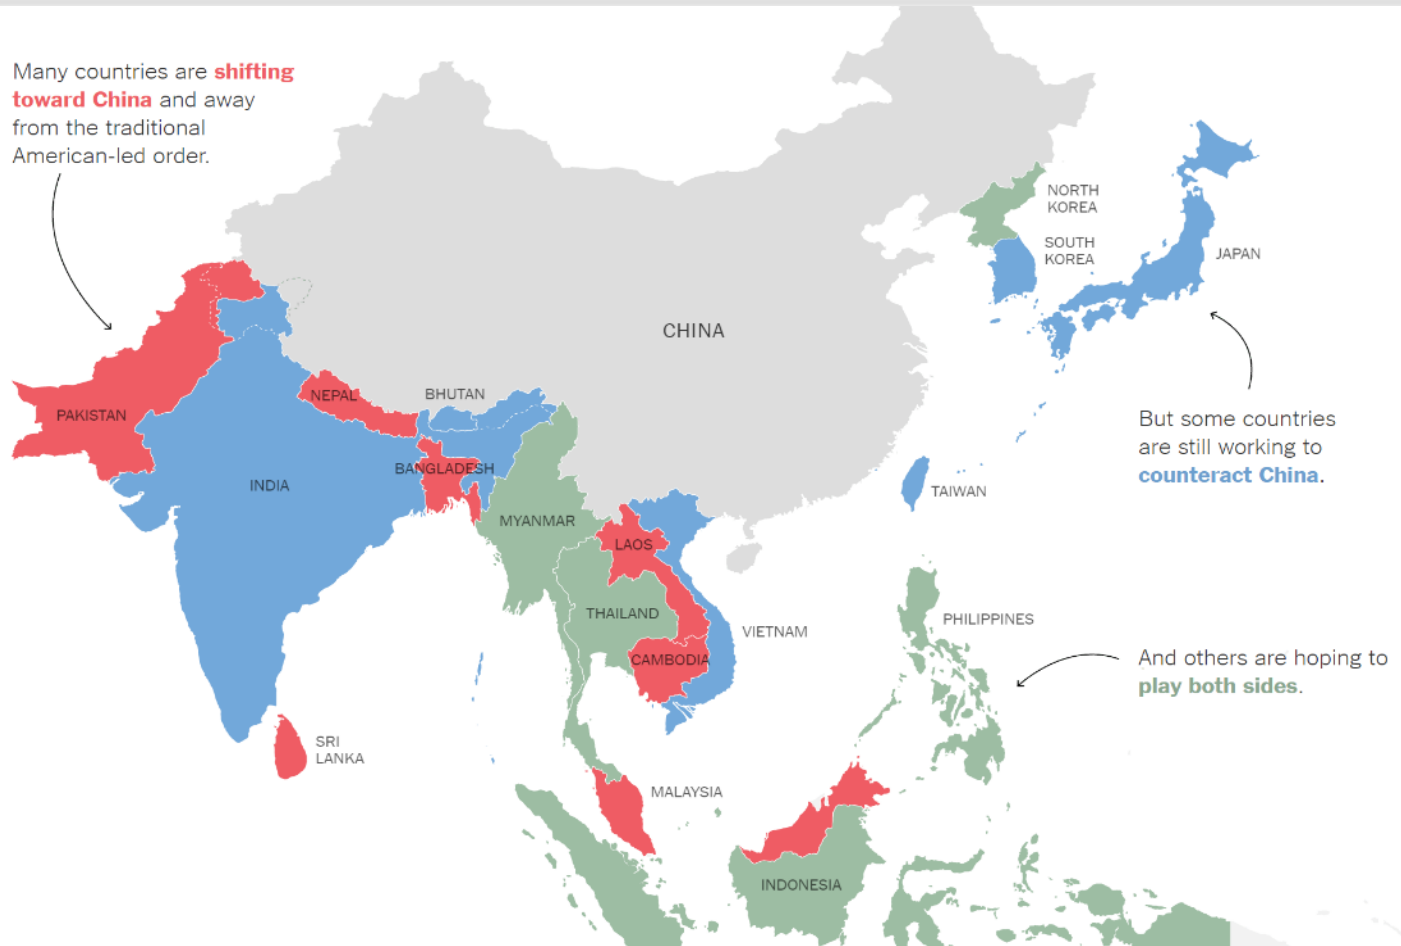 Many countries are shifting
toward China and away
from the traditional
American-led order.
NORTH
KOREA
SOUTH
KOREA
JAPAN
CHINA
PAKISTAN
NEPAL
BHUTAN
But some countries
are still working to
counteract China.
INDIA
BANGLADESH
TAIWAN
MYANMAR
LAOS
THAILAND
VIETNAM
PHILIPPINES
CAMBODIA
And others are hoping to
play both sides.
SRI
LANKA
MALAYSIA
INDONESIA